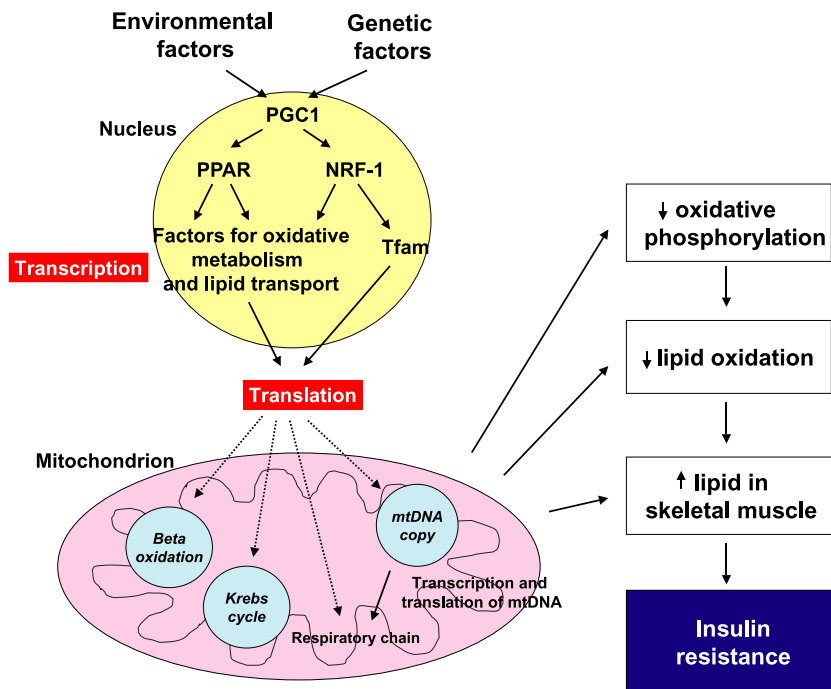 Environmental
factors
Genetic
factors
Nucleus
PGC1
PPAR
NRF-1
Factors for oxidative
metabolism
and lipid transport
Tfam
Transcription
Translation
Mitochondrion
Beta
oxidation
Krebs
cycle
mtDNA
copy
Transcription and
translation of mtDNA
Respiratory chain
↓ oxidative
phosphorylation
↓ lipid oxidation
↑ lipid in
skeletal muscle
Insulin
resistance